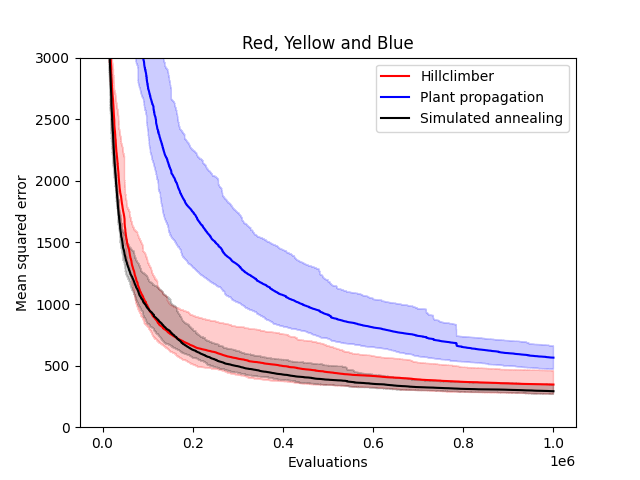 Red, Yellow and Blue
Hillclimber
Plant propagation
Simulated annealing
Mean squared error
3000
2500
2000
1500
1000
500
0
0.0 0.2 0.4 0.6 0.8 1.0
1e6
Evaluations